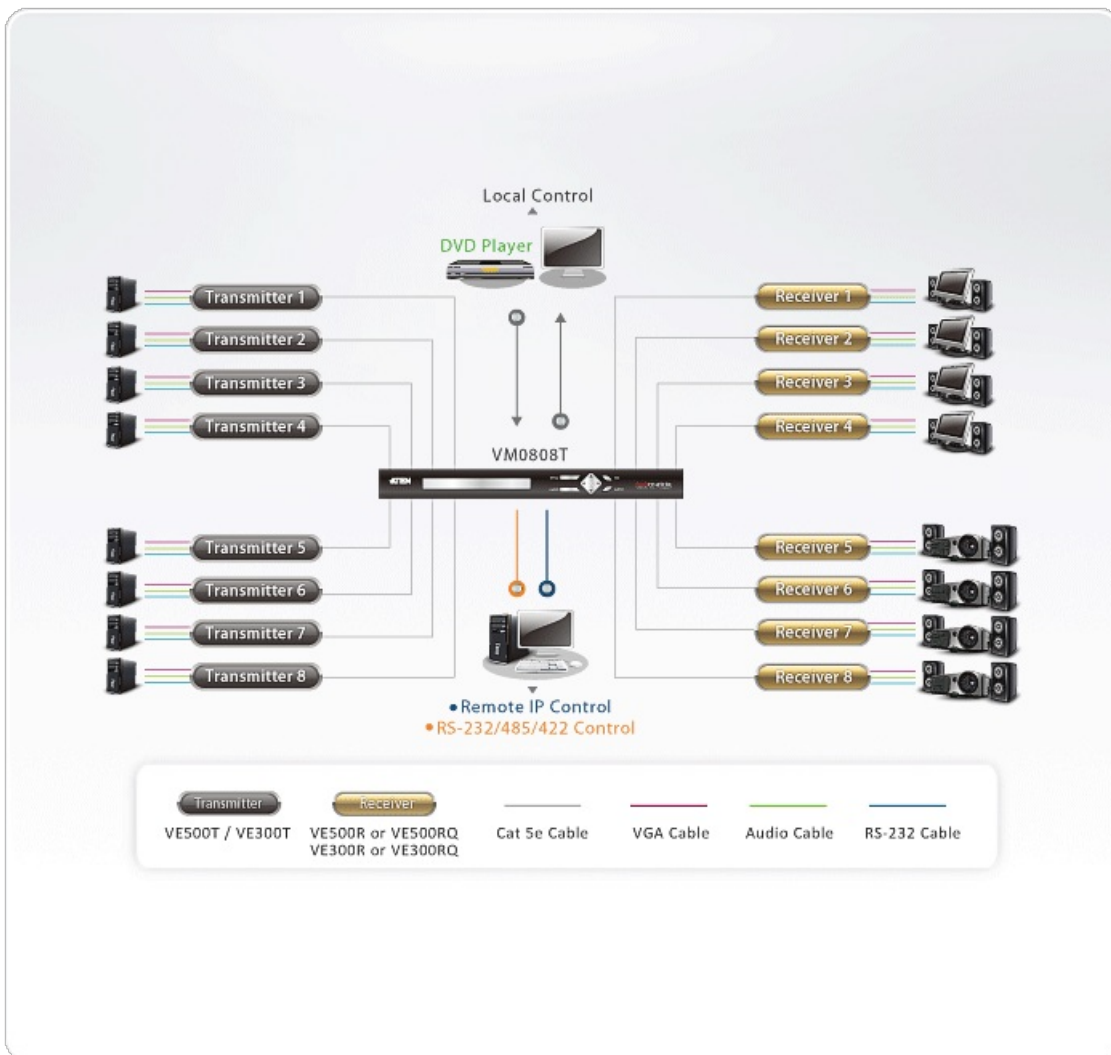 Local Control
DVD Player
Transmitter 1
Transmitter 2
Transmitter 3
Transmitter 4
Receiver 1
Receiver 2
Receiver 3
Receiver 4
VM0808T
ATEN
Transmitter 5
Transmitter 6
Transmitter 7
Transmitter 8
Receiver 5
Receiver 6
Receiver 7
Receiver 8
• Remote IP Control
• RS-232/485/422 Control
Transmitter
VE500T / VE300T
Receiver
VE500R or VE500RQ
VE300R or VE300RQ
Cat 5e Cable
VGA Cable
Audio Cable
RS-232 Cable